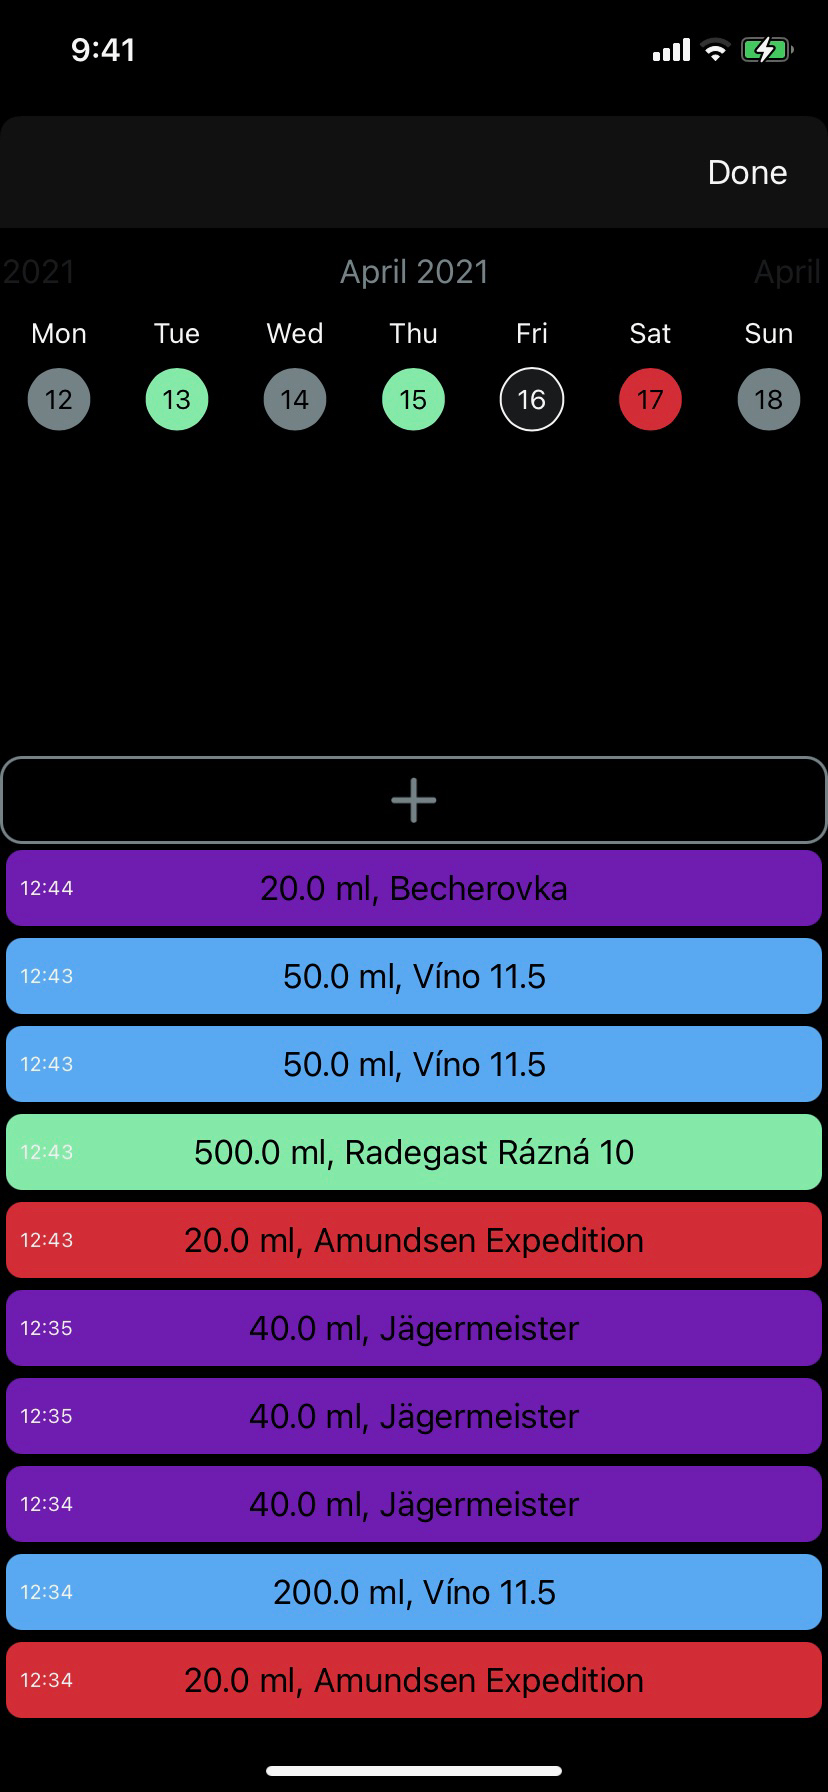 9:41
Done
2021 April 2021 April
Mon Tue Wed Thu Fri Sat Sun
12 13 14 15 16 17 18
12:44 20.0 ml, Becherovka
12:43 50.0 ml, Víno 11.5
12:43 50.0 ml, Víno 11.5
12:43 500.0 ml, Radegast Rázná 10
12:43 20.0 ml, Amundsen Expedition
12:35 40.0 ml, Jägermeister
12:35 40.0 ml, Jägermeister
12:34 40.0 ml, Jägermeister
12:34 200.0 ml, Víno 11.5
12:34 20.0 ml, Amundsen Expedition